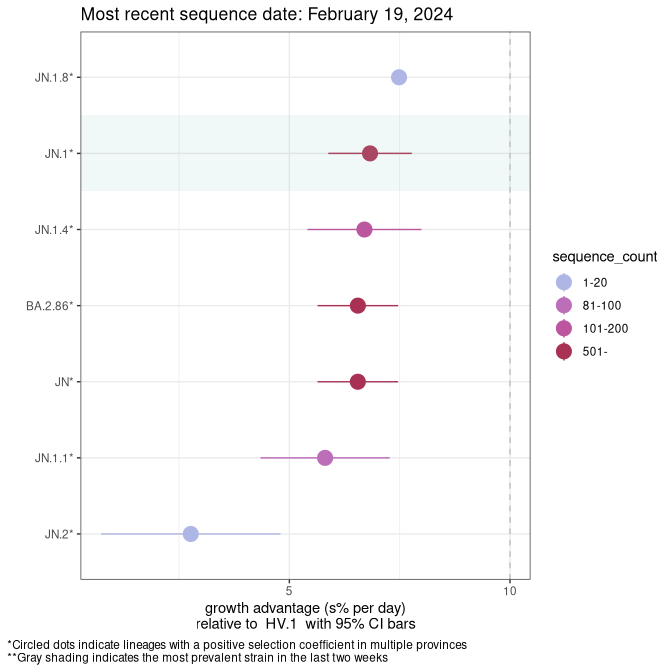 Most recent sequence date: February 19, 2024
JN.1.8*
JN.1*
JN.1.4*
BA.2.86*
JN*
JN.1.1*
JN.2*
5
10
growth advantage (s% per day)
relative to  HV.1  with 95% CI bars
sequence_count
1-20
81-100
101-200
501-
*Circled dots indicate lineages with a positive selection coefficient in multiple provinces
**Gray shading indicates the most prevalent strain in the last two weeks